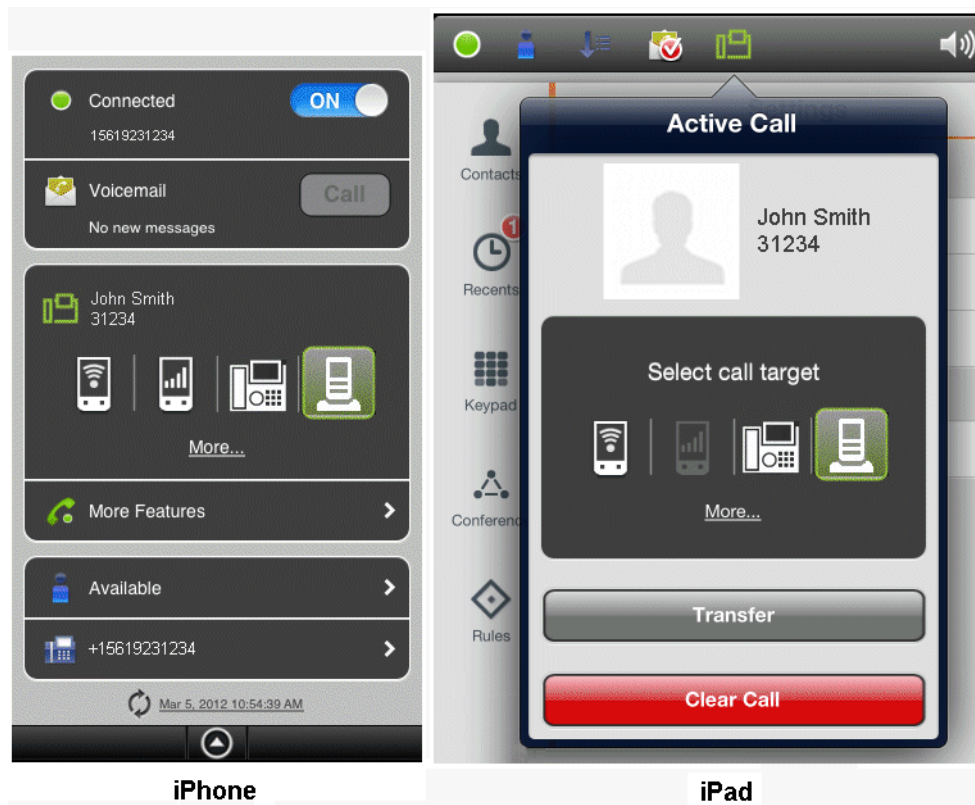 Connected
ON
15619231234
Voicemail
Call
No new messages
John Smith
31234
More...
More Features
Available
+15619231234
Mar 5, 2012 10:54:39 AM
iPhone
Settings
Active Call
Contacts
John Smith
31234
1
Recents
Select call target
Keypad
More...
Conferenc
Transfer
Rules
Clear Call
iPad